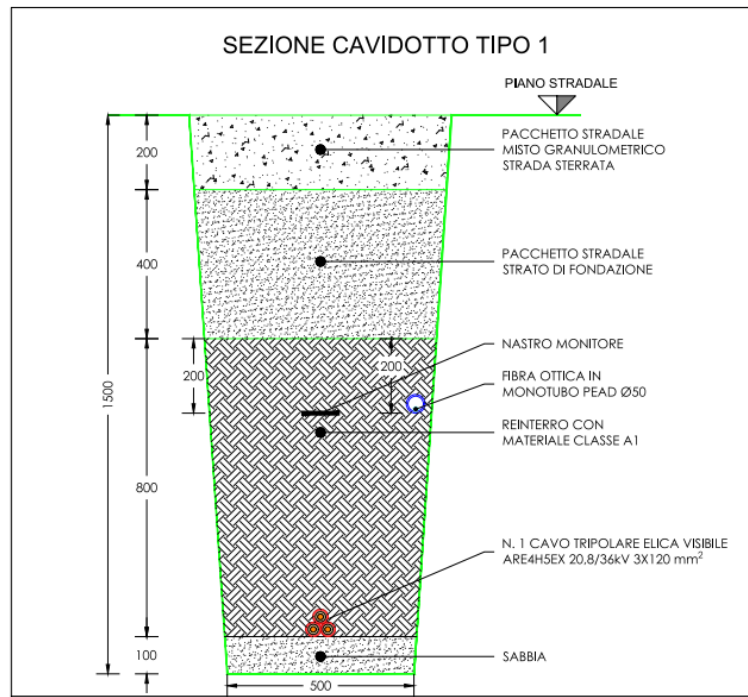 SEZIONE CAVIDOTTO TIPO 1
PIANO STRADALE
PACCHETTO STRADALE
MISTO GRANULOMETRICO
STRADA STERRATA
200
PACCHETTO STRADALE
STRATO DI FONDAZIONE
400
NASTRO MONITORE
200
200
FIBRA OTTICA IN
MONOTUBO PEAD Ø50
1500
REINTERRO CON
MATERIALE CLASSE A1
800
N. 1 CAVO TRIPOLARE ELICA VISIBILE
ARE4H5EX 20,8/36kV 3X120 mm²
100
SABBIA
500